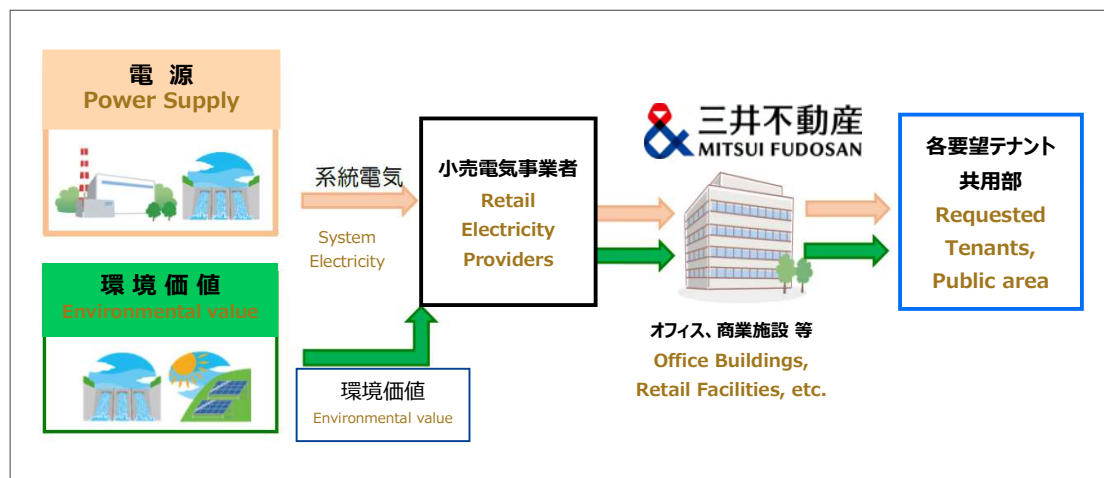 電 源
Power Supply
系統電気
System
Electricity
環 境 価 値
Environmental value
環境価値
Environmental value
小売電気事業者
Retail
Electricity
Providers
三井不動産
MITSUI FUDOSAN
オフィス、商業施設 等
Office Buildings,
Retail Facilities, etc.
各要望テナント
共用部
Requested
Tenants,
Public area